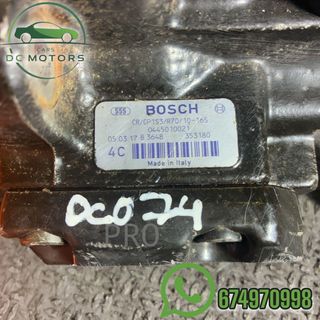 CARS
DC MOTORS
BOSCH
CR/CP1S3/R70/10-16S
0445010021
05 03 17 8 3648 353180
4C Made in Italy
DC074
PRO
674970998